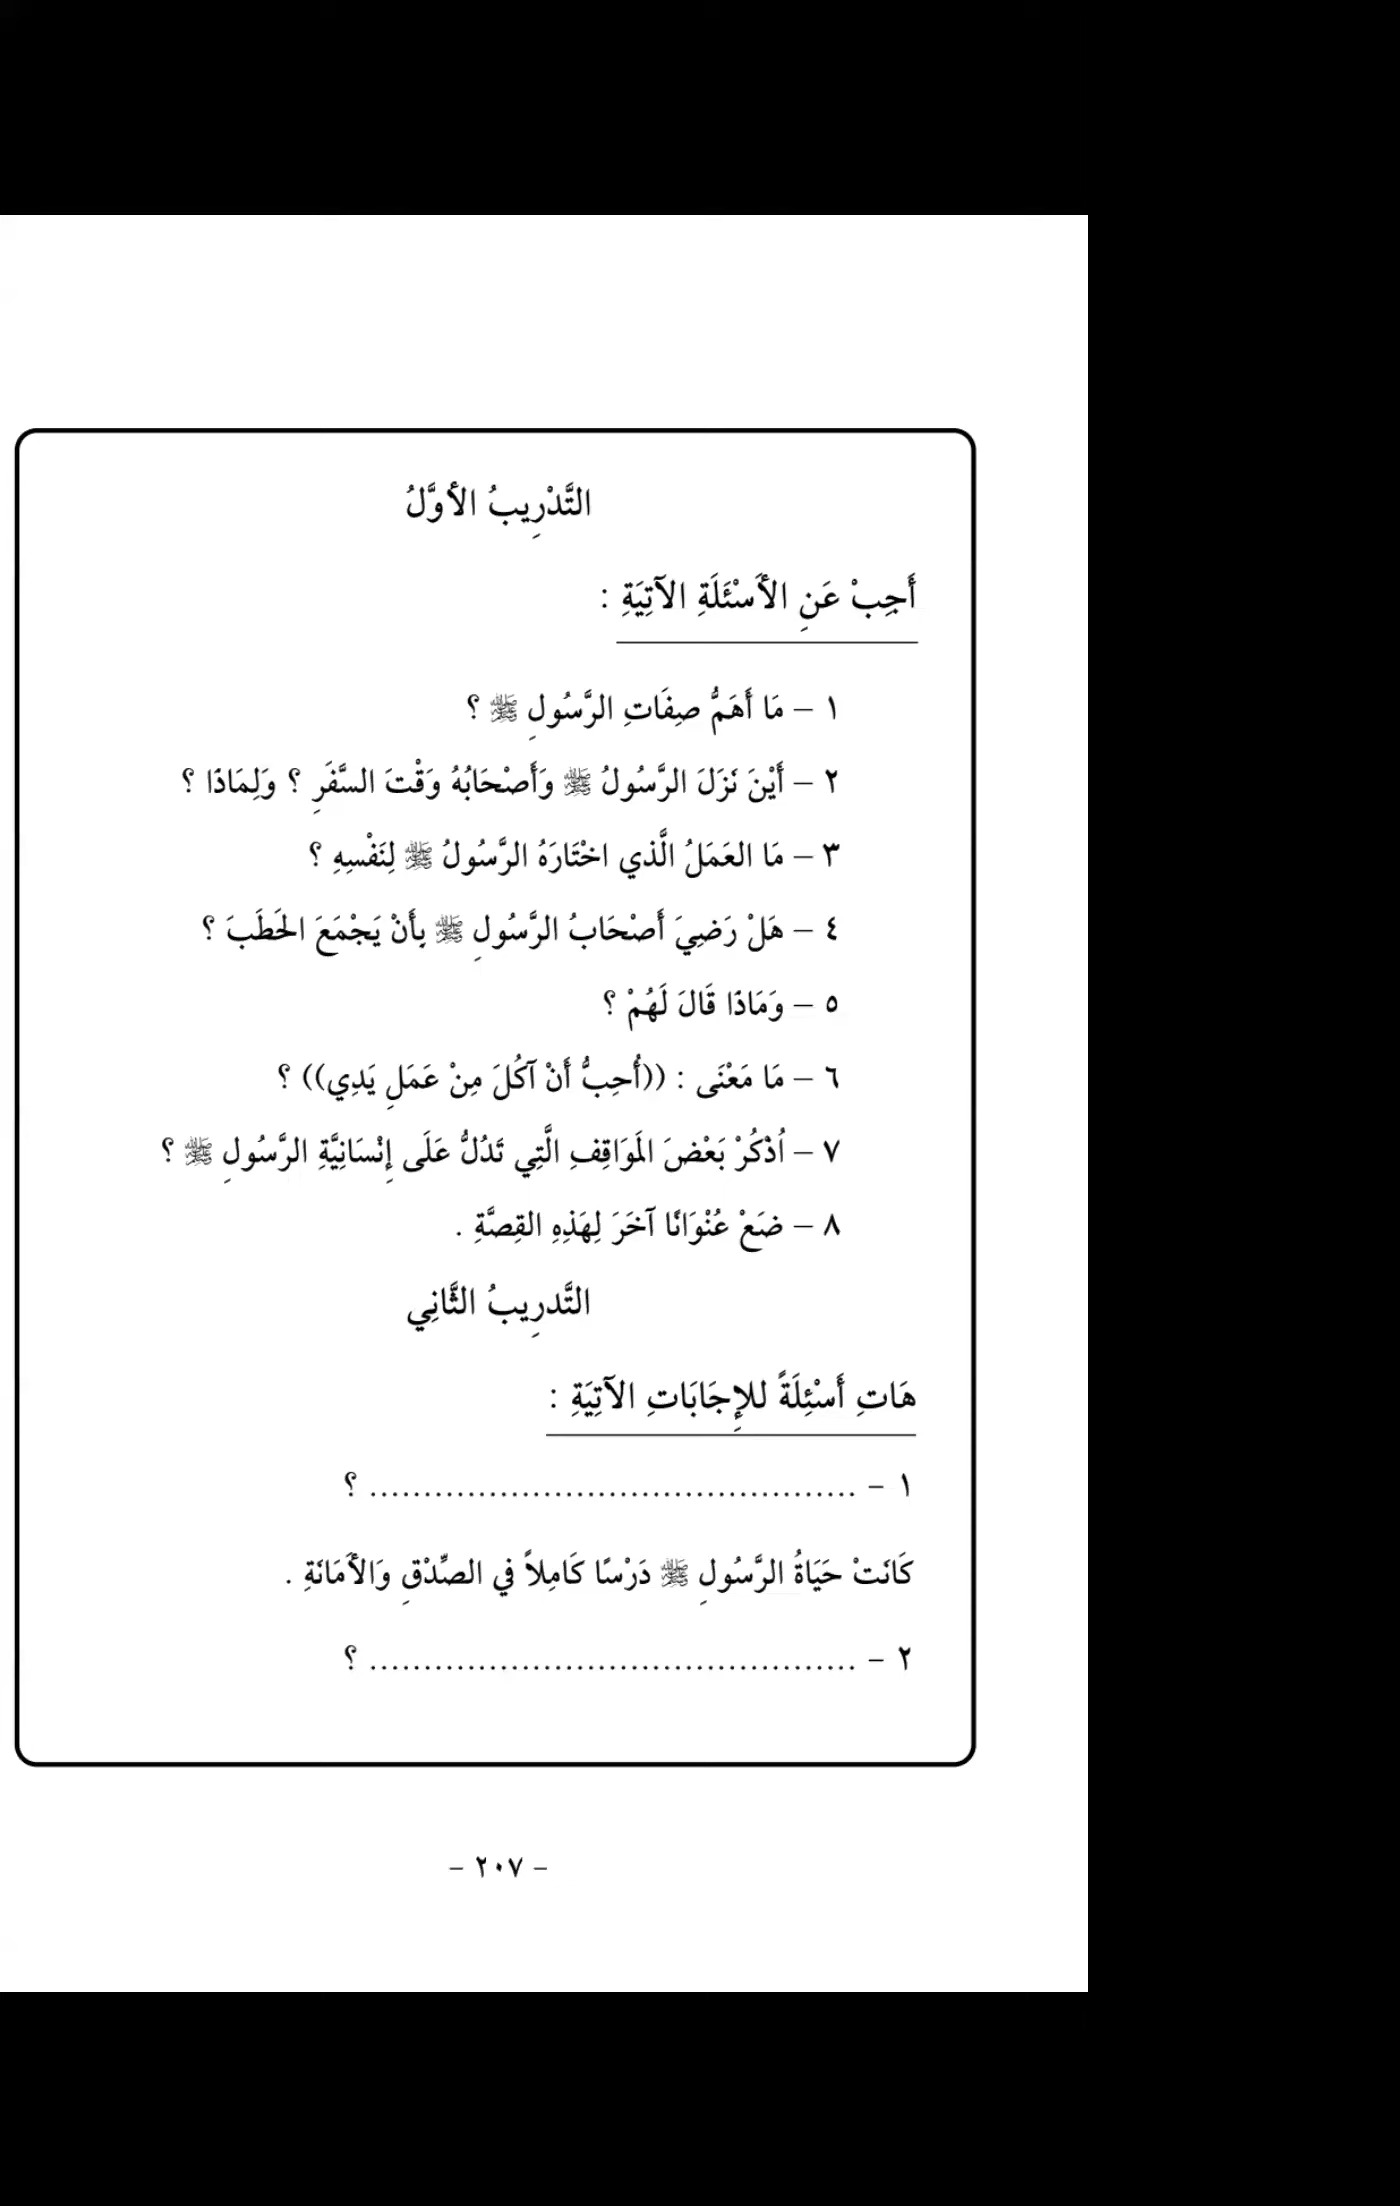 التَّدْرِيبُ الأوَّلُ
أَجِبْ عَنِ الأَسْئَلَةِ الآتِيَةِ :
١ – مَا أَهَمُّ صِفَاتِ الرَّسُولِ ﷺ ؟
٢ – أَيْنَ نَزَلَ الرَّسُولُ ﷺ وَأَصْحَابُهُ وَقْتَ السَّفَرِ ؟ وَلِمَاذَا ؟
٣ – مَا العَمَلُ الَّذي اخْتَارَهُ الرَّسُولُ ﷺ لِنَفْسِهِ ؟
٤ – هَلْ رَضِيَ أَصْحَابُ الرَّسُولِ ﷺ بِأَنْ يَجْمَعَ الحَطَبَ ؟
٥ – وَمَاذَا قَالَ لَهُمْ ؟
٦ – مَا مَعْنَى : ((أُحِبُّ أَنْ آكُلَ مِنْ عَمَلِ يَدِي)) ؟
٧ – اُذْكُرْ بَعْضَ المَوَاقِفِ الَّتِي تَدُلُّ عَلَى إِنْسَانِيَّةِ الرَّسُولِ ﷺ ؟
٨ – ضَعْ عُنْوَانًا آخَرَ لِهَذِهِ القِصَّةِ .
التَّدرِيبُ الثَّانِي
هَاتِ أَسْئِلَةً للإِجَابَاتِ الآتِيَةِ :
١ – ............................................. ؟
كَانَتْ حَيَاةُ الرَّسُولِ ﷺ دَرْسًا كَامِلاً في الصِّدْقِ وَالأَمَانَةِ .
٢ – ............................................. ؟
– ٢٠٧ –